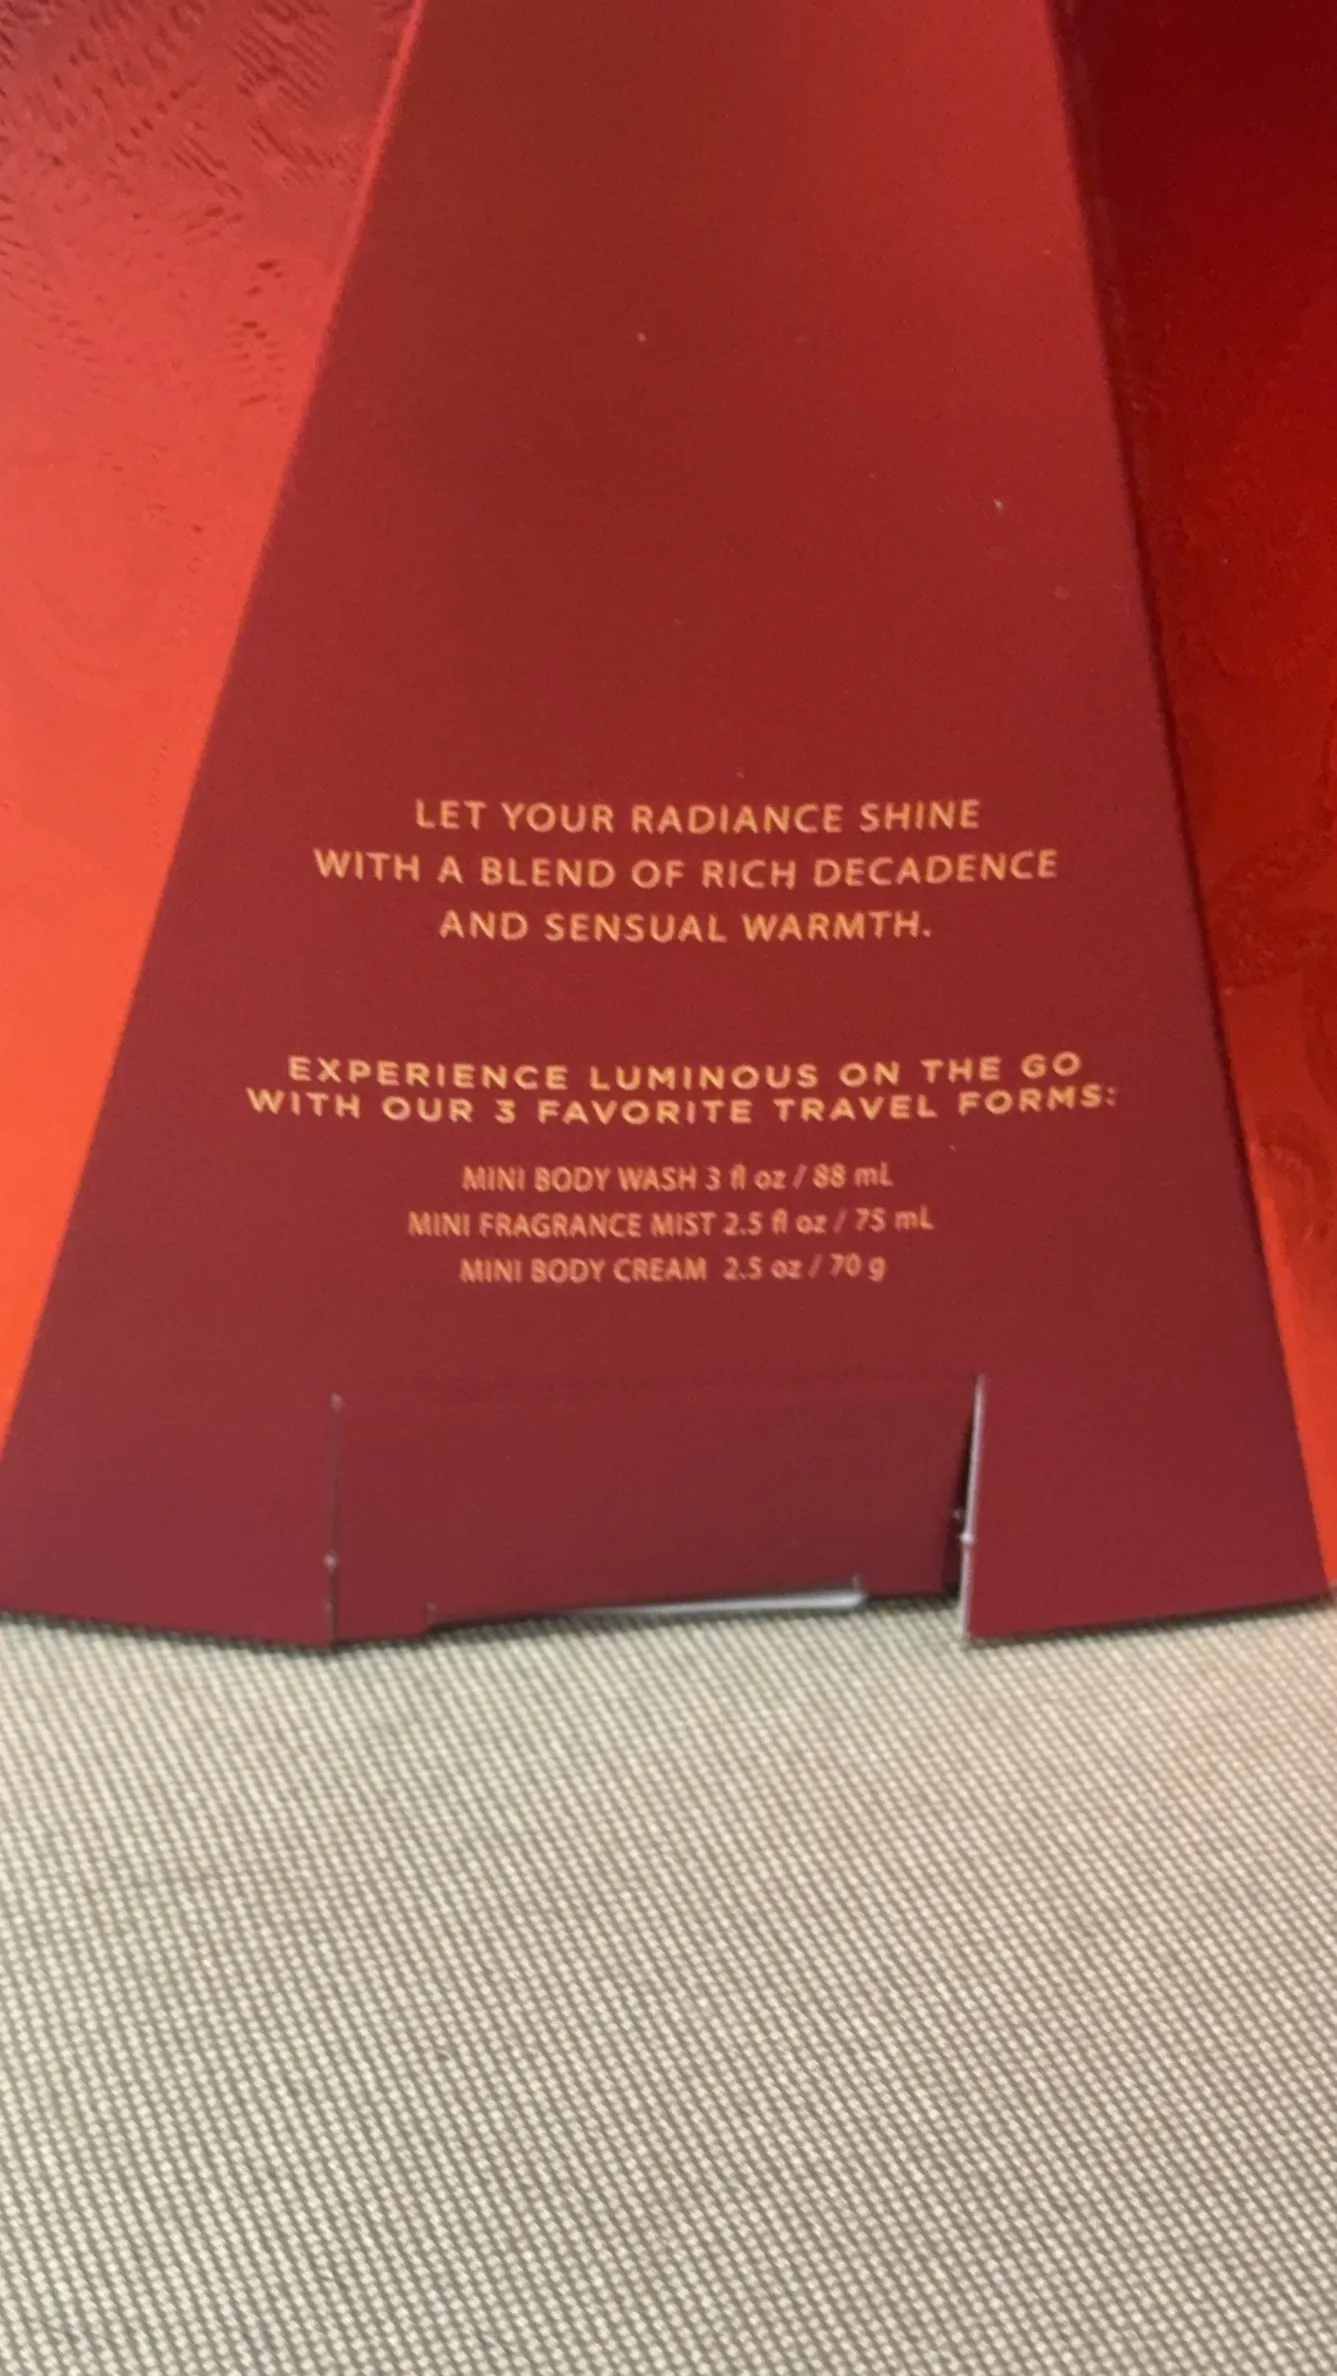 LET YOUR RADIANCE SHINE
WITH A BLEND OF RICH DECADENCE
AND SENSUAL WARMTH.
EXPERIENCE LUMINOUS ON THE GO
WITH OUR 3 FAVORITE TRAVEL FORMS:
MINI BODY WASH 3 fl oz / 88 mL
MINI FRAGRANCE MIST 2.5 fl oz / 75 mL
MINI BODY CREAM 2.5 oz / 70 g